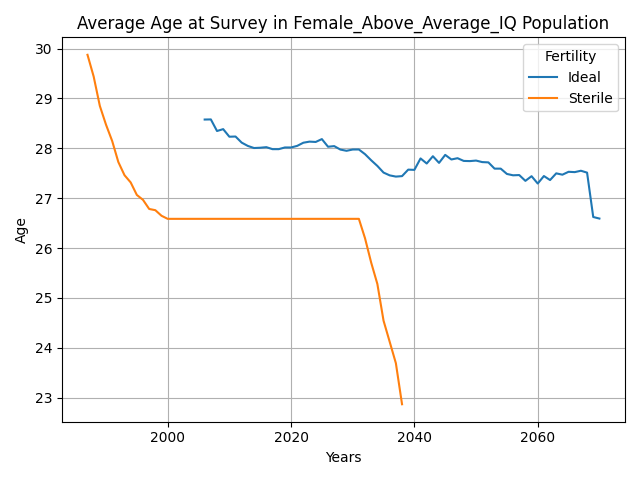 Average Age at Survey in Female_Above_Average_IQ Population
Fertility
Ideal
Sterile
30
29
28
27
26
25
24
23
Age
2000 2020 2040 2060
Years